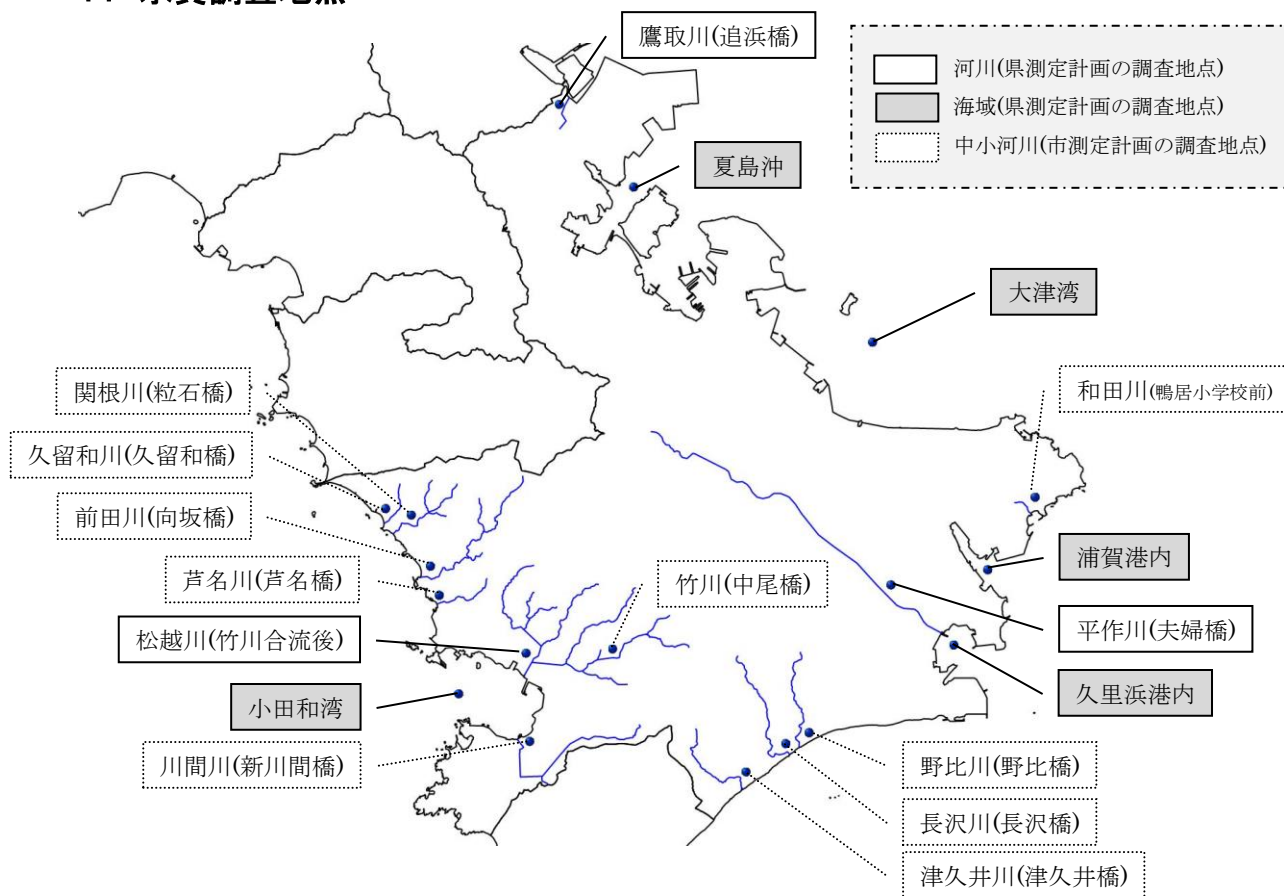 鷹取川(追浜橋)
河川(県測定計画の調査地点)
海域(県測定計画の調査地点)
中小河川(市測定計画の調査地点)
夏島沖
大津湾
関根川(粒石橋)
和田川(鴨居小学校前)
久留和川(久留和橋)
前田川(向坂橋)
芦名川(芦名橋)
竹川(中尾橋)
浦賀港内
松越川(竹川合流後)
平作川(夫婦橋)
小田和湾
久里浜港内
川間川(新川間橋)
野比川(野比橋)
長沢川(長沢橋)
津久井川(津久井橋)